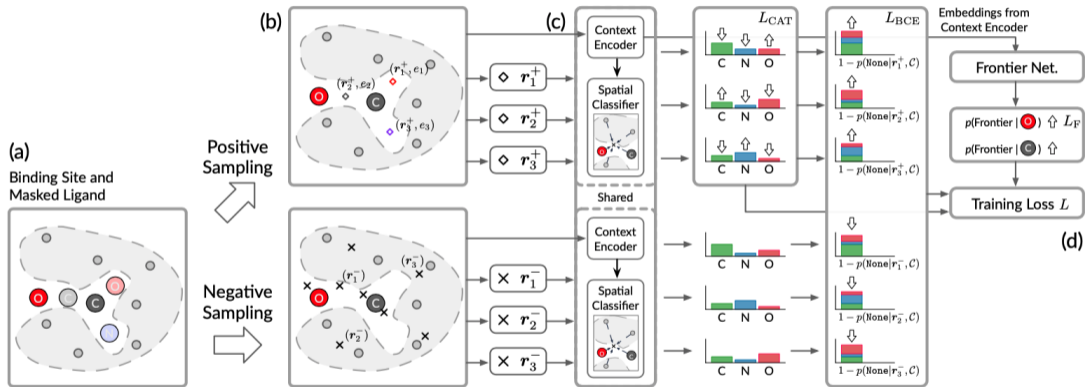 (a)
Binding Site and
Masked Ligand
O
C
C
O
N
Positive
Sampling
Negative
Sampling
(b)
(r₁⁺, e₁)
(r₂⁺, e₂)
O
C
(r₃⁺, e₃)
r₁⁺
r₂⁺
r₃⁺
(r₃⁻)
(r₁⁻)
O
C
(r₂⁻)
r₁⁻
r₂⁻
r₃⁻
(c)
Context
Encoder
Spatial
Classifier
O
C
Shared
Context
Encoder
Spatial
Classifier
O
C
L_CAT
C N O
C N O
C N O
C N O
C N O
C N O
L_BCE
1 − p(None|r₁⁺, C)
1 − p(None|r₂⁺, C)
1 − p(None|r₃⁺, C)
1 − p(None|r₁⁻, C)
1 − p(None|r₂⁻, C)
1 − p(None|r₃⁻, C)
Embeddings from
Context Encoder
Frontier Net.
p(Frontier | O) ⇧ L_F
p(Frontier | C) ⇧
Training Loss L
(d)